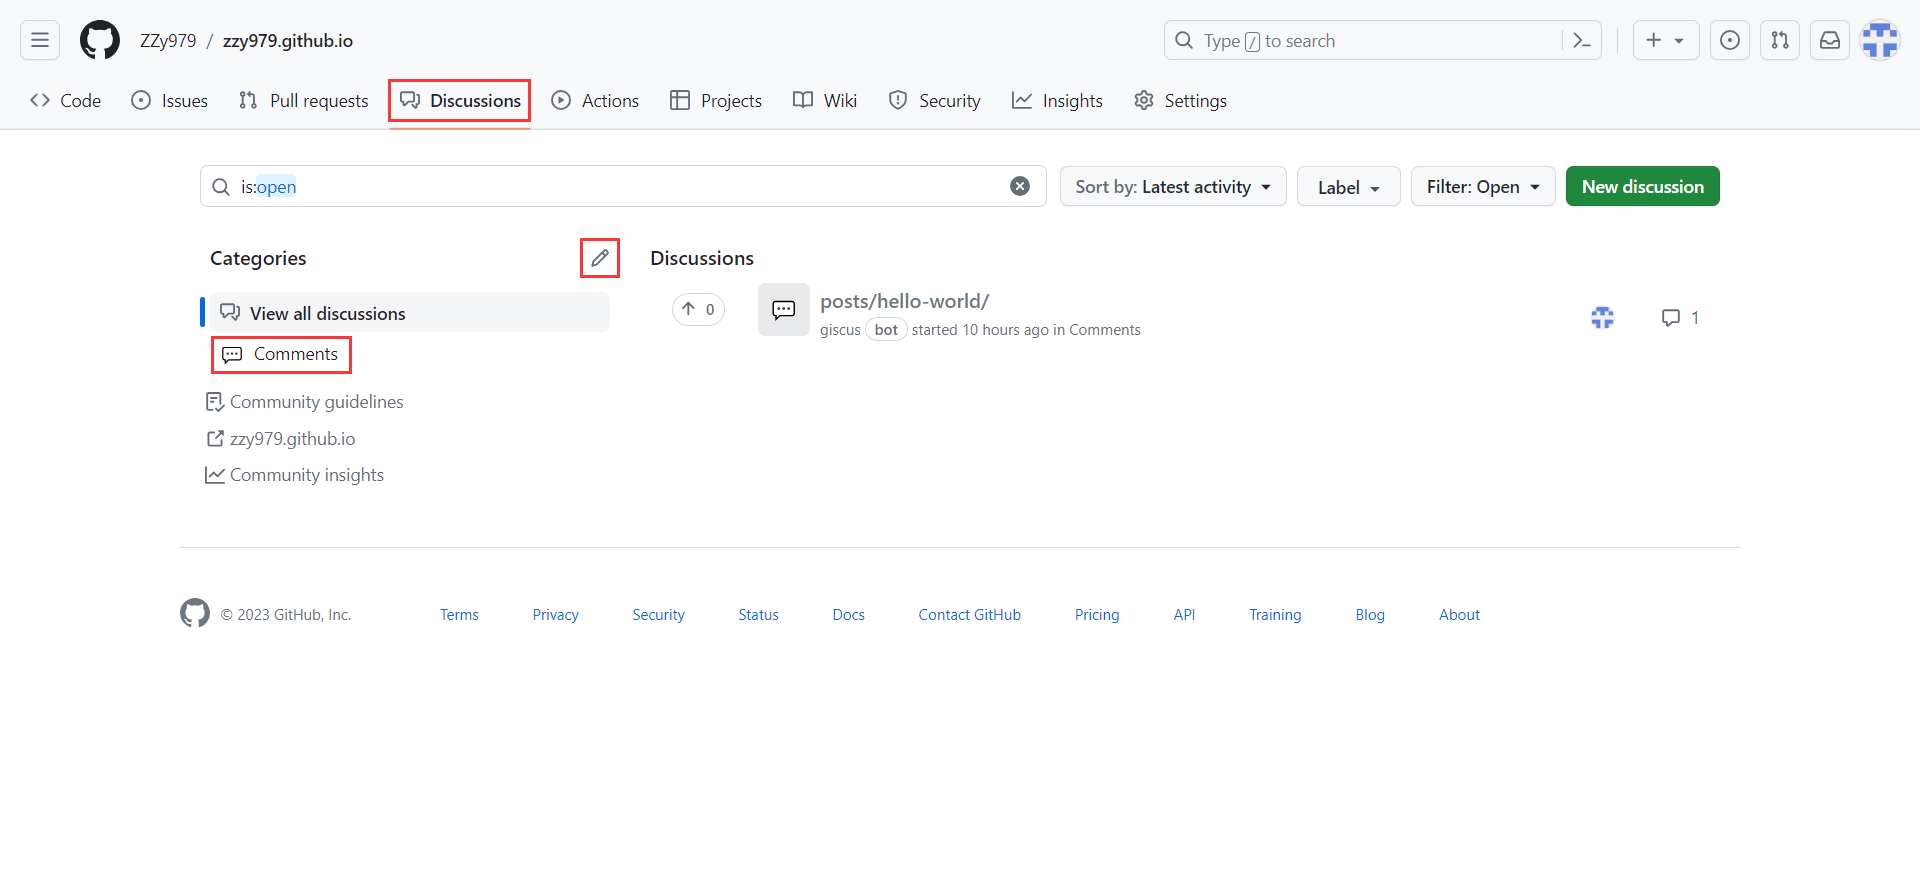 ZZy979 / zzy979.github.io
Type / to search
Code Issues Pull requests Discussions Actions Projects Wiki Security Insights Settings
is:open
Sort by: Latest activity Label Filter: Open New discussion
Categories
View all discussions
Comments
Community guidelines
zzy979.github.io
Community insights
Discussions
0
posts/hello-world/
giscus bot started 10 hours ago in Comments
1
© 2023 GitHub, Inc. Terms Privacy Security Status Docs Contact GitHub Pricing API Training Blog About